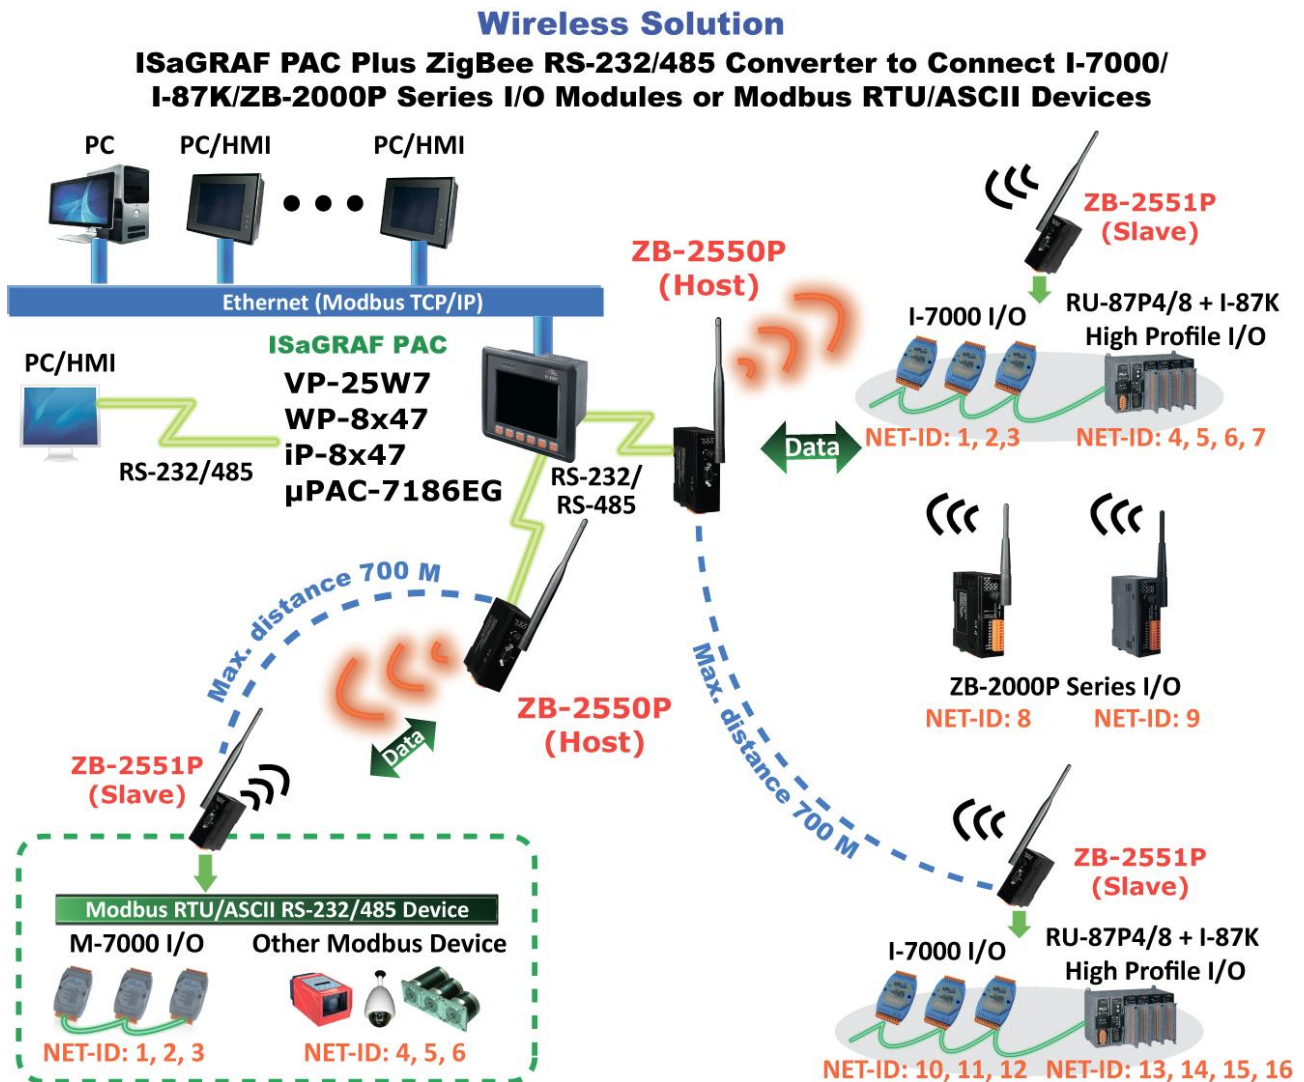 Wireless Solution
ISaGRAF PAC Plus ZigBee RS-232/485 Converter to Connect I-7000/
I-87K/ZB-2000P Series I/O Modules or Modbus RTU/ASCII Devices
PC
PC/HMI
PC/HMI
Ethernet (Modbus TCP/IP)
ZB-2550P
(Host)
ZB-2551P
(Slave)
I-7000 I/O
RU-87P4/8 + I-87K
High Profile I/O
NET-ID: 1, 2,3
NET-ID: 4, 5, 6, 7
Data
PC/HMI
RS-232/485
ISaGRAF PAC
VP-25W7
WP-8x47
iP-8x47
µPAC-7186EG
RS-232/
RS-485
ZB-2000P Series I/O
NET-ID: 8
NET-ID: 9
Max. distance 700 M
Max. distance 700 M
ZB-2550P
(Host)
Data
ZB-2551P
(Slave)
Modbus RTU/ASCII RS-232/485 Device
M-7000 I/O
Other Modbus Device
NET-ID: 1, 2, 3
NET-ID: 4, 5, 6
ZB-2551P
(Slave)
I-7000 I/O
RU-87P4/8 + I-87K
High Profile I/O
NET-ID: 10, 11, 12
NET-ID: 13, 14, 15, 16